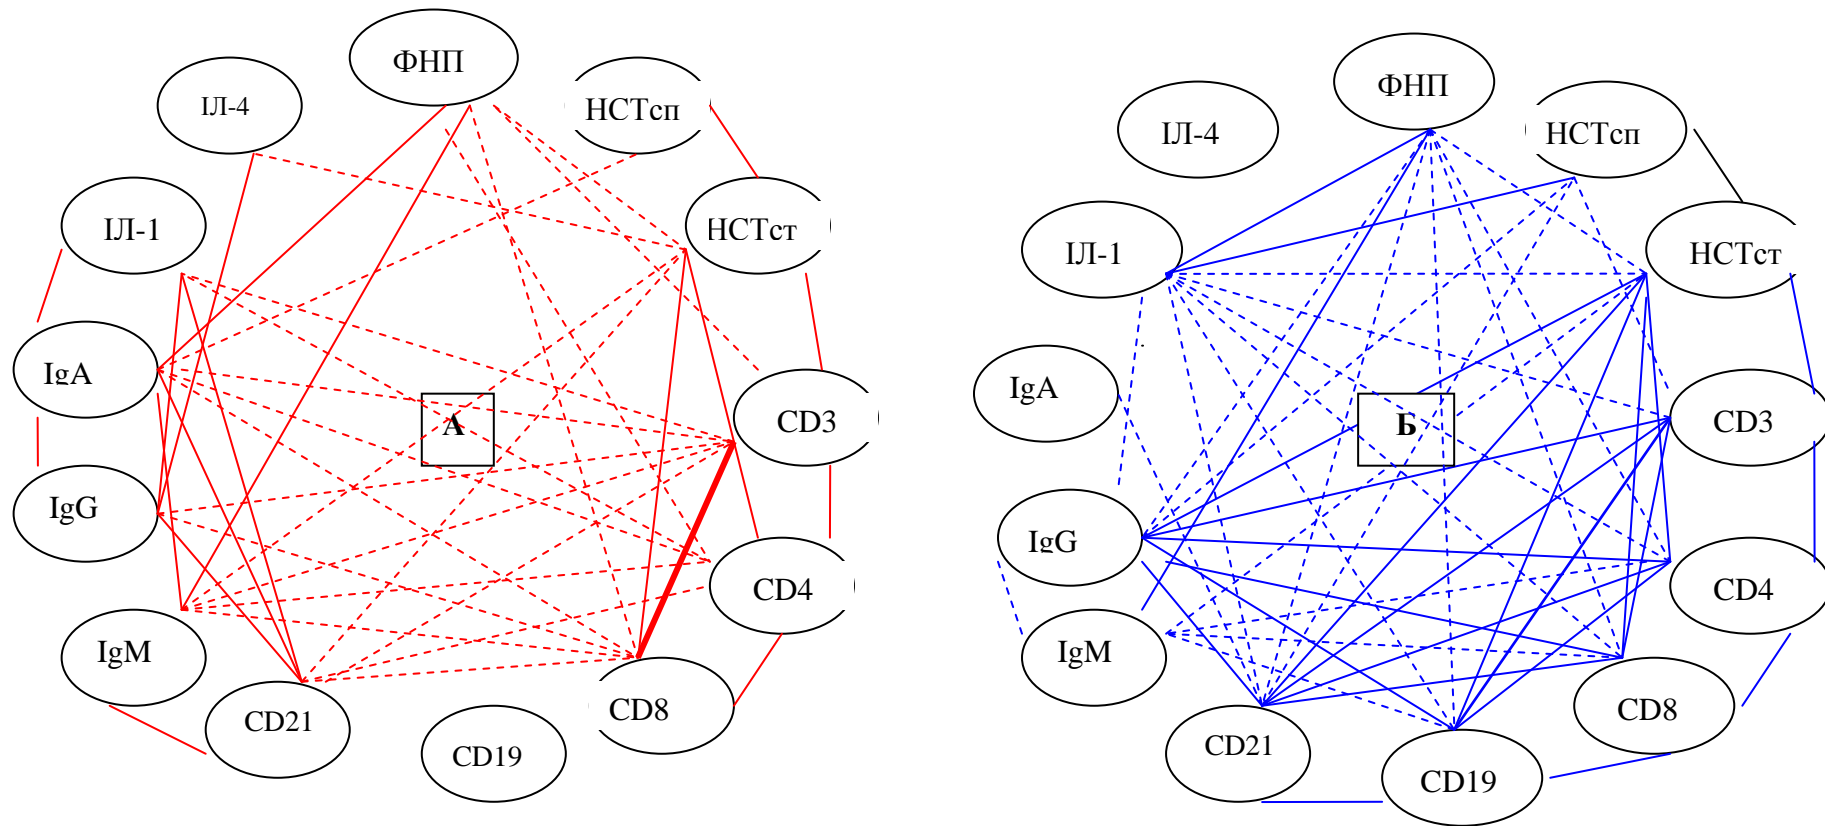 ФНП
ІЛ-4
НСТсп
ІЛ-1
НСТст
IgA
А
CD3
IgG
CD4
IgM
CD21
CD8
CD19
ФНП
ІЛ-4
НСТсп
ІЛ-1
НСТст
IgA
Б
CD3
IgG
CD4
IgM
CD8
CD21
CD19